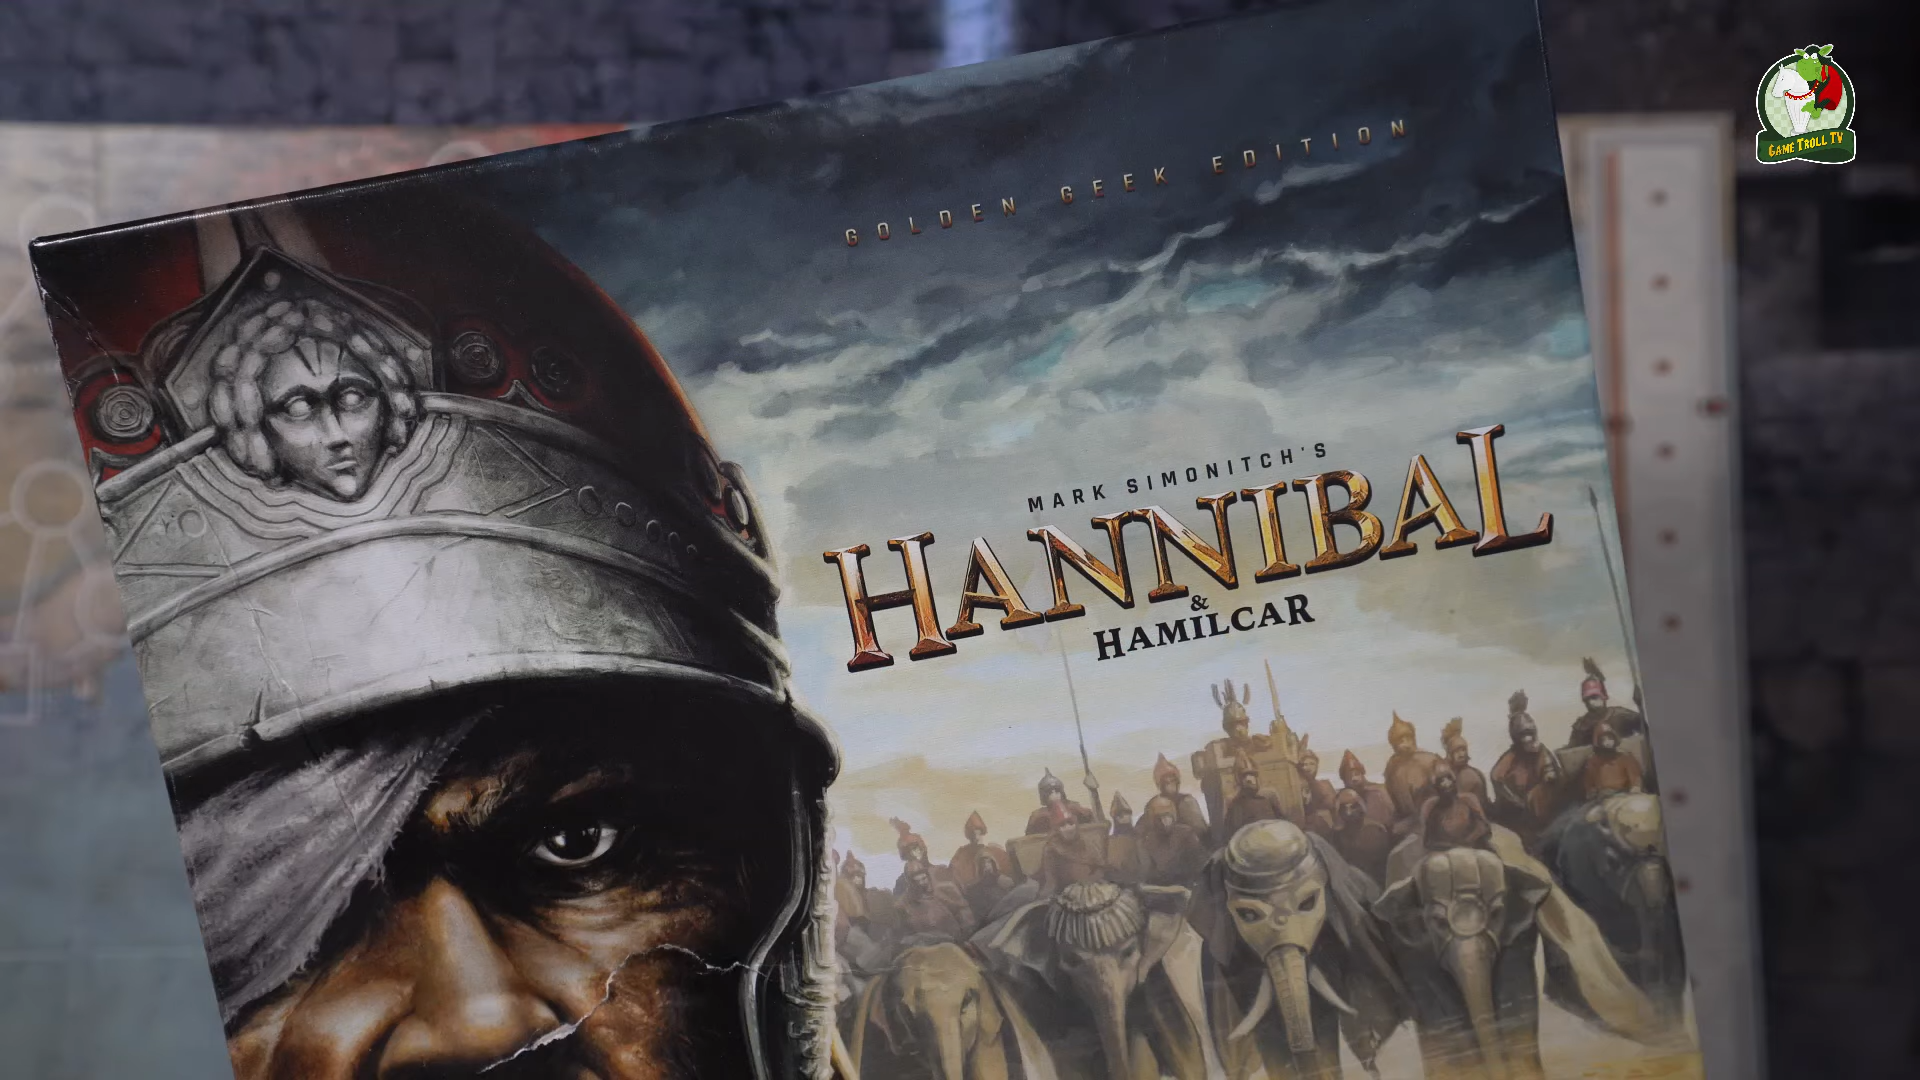 GOLDEN GEEK EDITION
MARK SIMONITCH'S
HANNIBAL
&
HAMILCAR
GAME TROLL TV